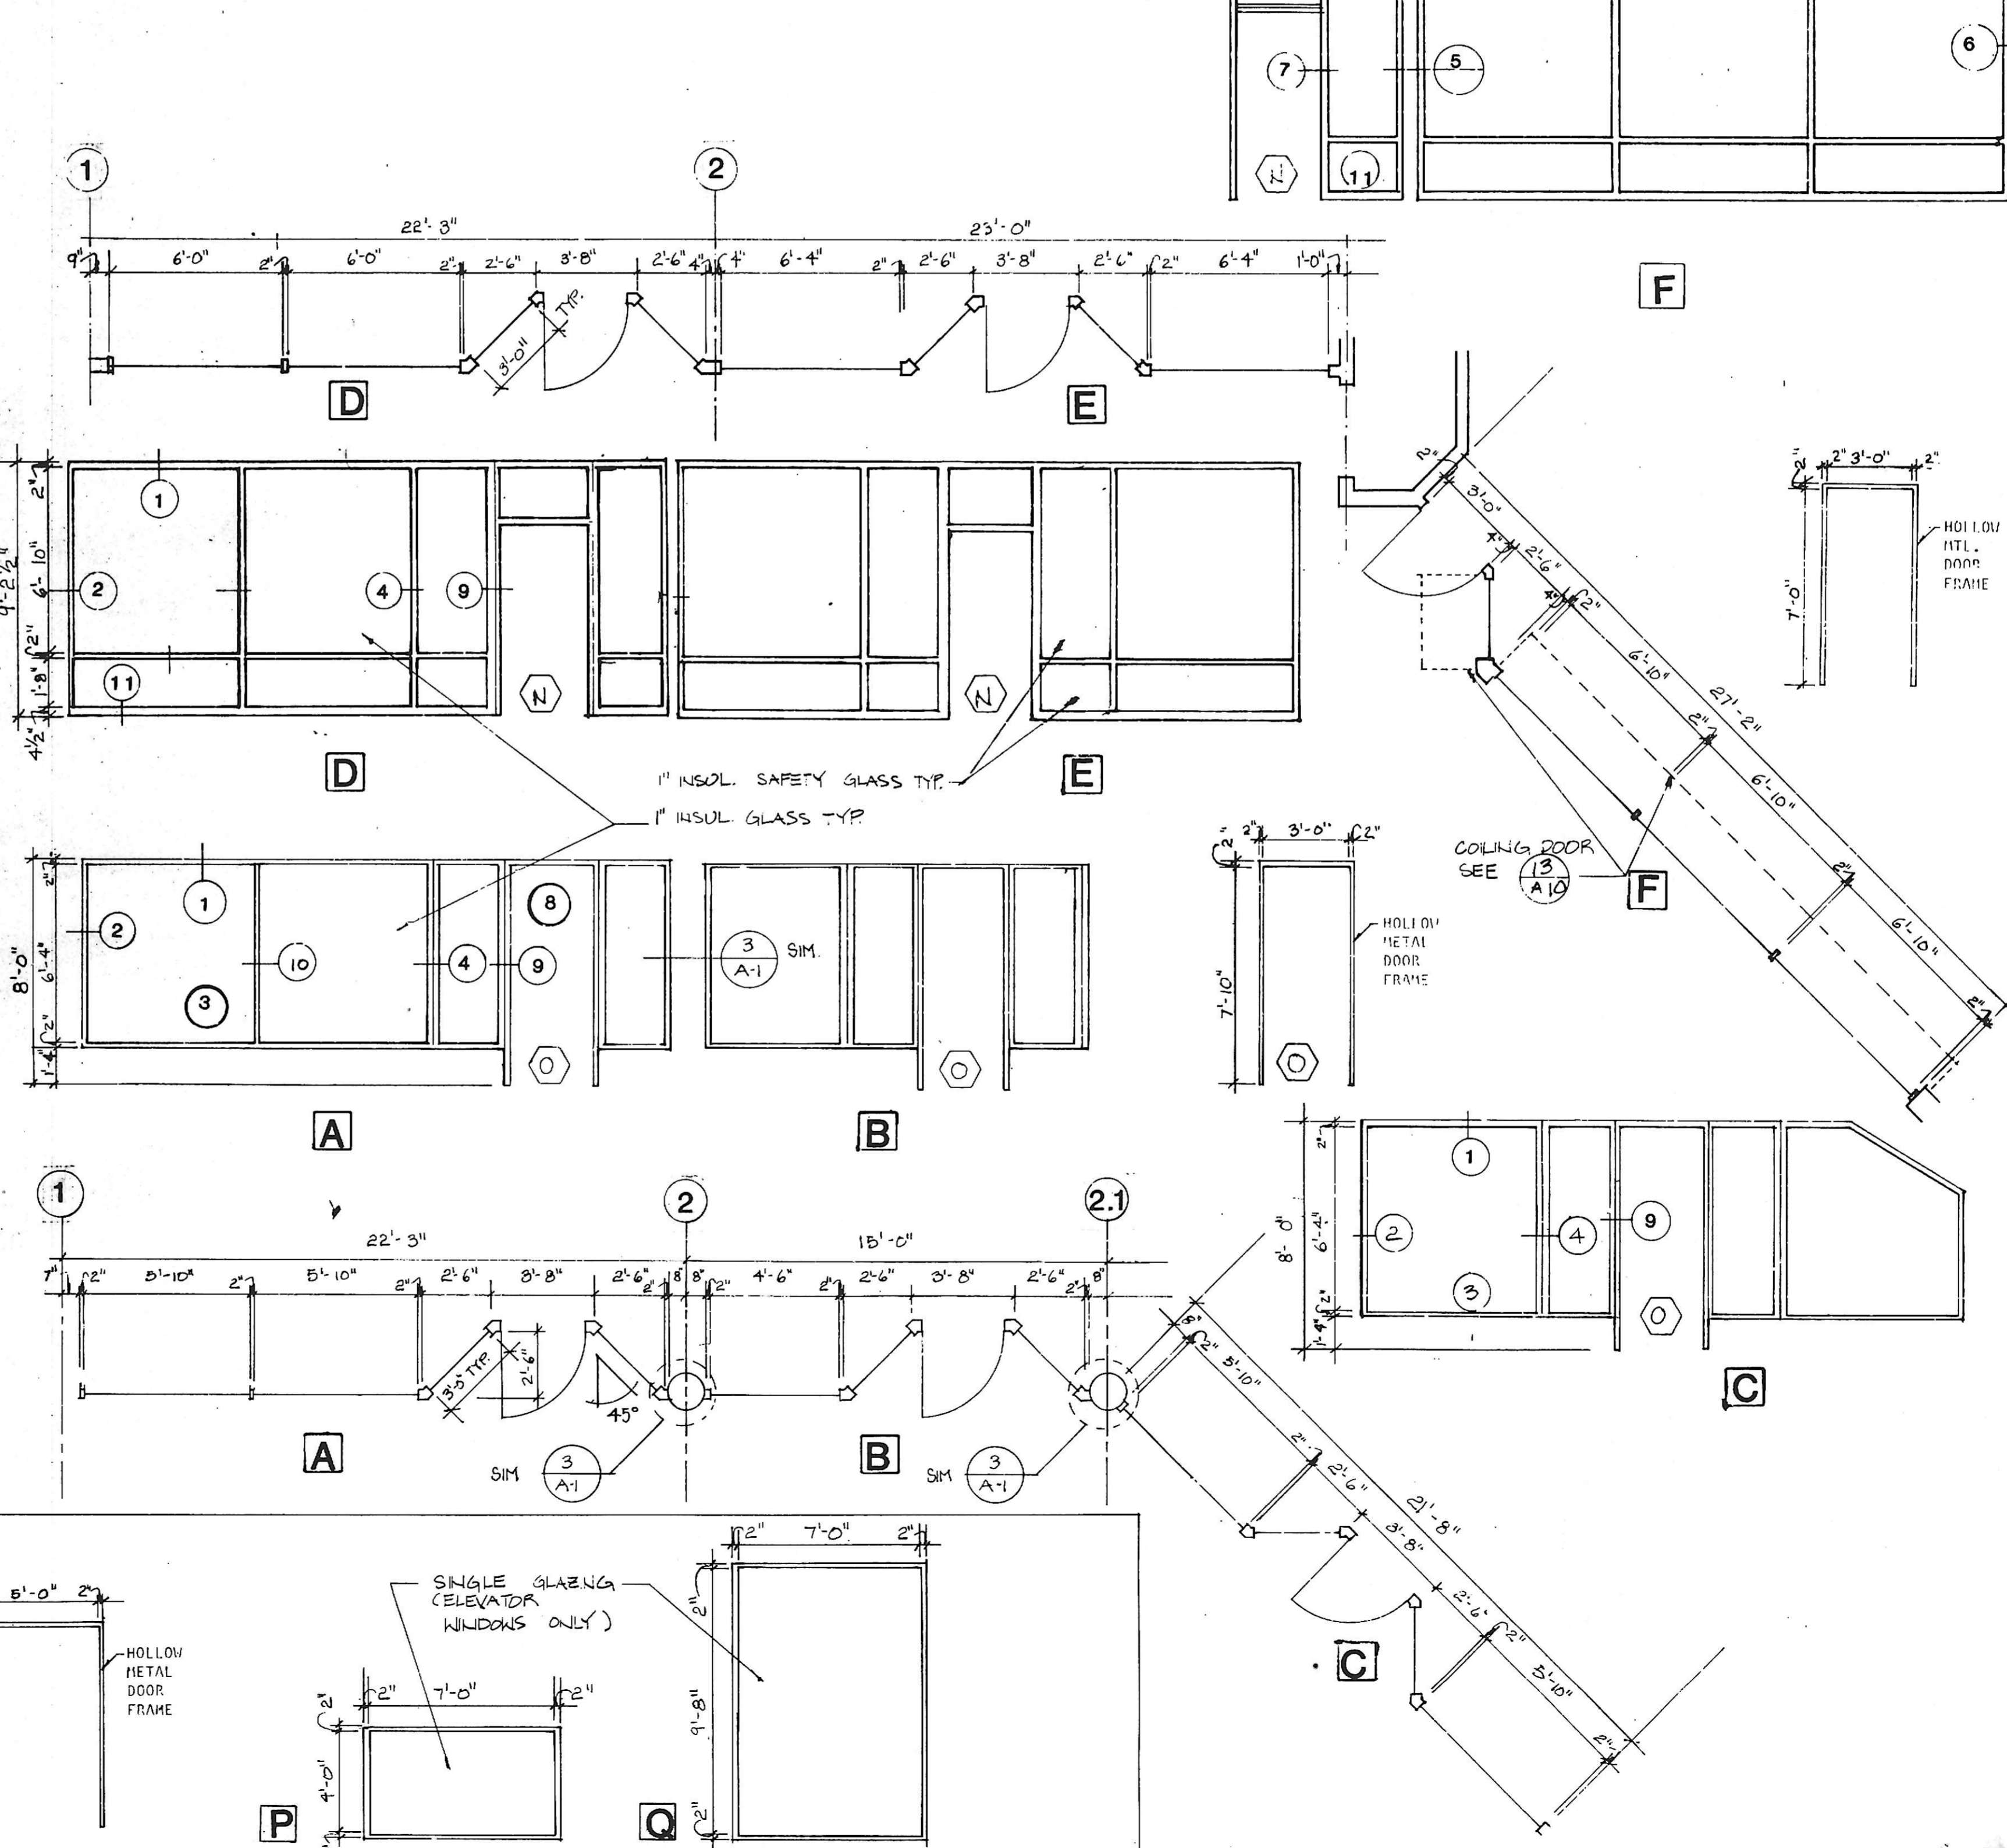 7
5
6
N
11
F
1
2
22'-3"
23'-0"
9" 6'-0" 2" 6'-0" 2" 2'-6" 3'-8" 2'-6" 4" 4" 6'-4" 2" 2'-6" 3'-8" 2'-6" 2" 6'-4" 1'-0"
TYP.
3'-0"
D
E
9'-2½"
2"
6'-10"
2"
1'-8"
4½"
1
2
4
9
11
N
N
D
E
1" INSUL. SAFETY GLASS TYP.
1" INSUL. GLASS TYP.
2"
3'-0"
2'-6"
2"
6'-10"
2"
6'-10"
2"
6'-10"
2"
27'-2"
COILING DOOR
SEE 13
A10
F
2" 3'-0" 2"
2"
7'-0"
HOLLOW
MTL.
DOOR
FRAME
8'-0"
2"
6'-4"
2"
1'-4"
1
2
3
10
4
8
9
O
3
A-1
SIM.
O
A
B
2" 3'-0" 2"
2"
7'-10"
HOLLOW
METAL
DOOR
FRAME
O
1
2
2.1
22'-3"
15'-0"
7" 2" 5'-10" 2" 5'-10" 2" 2'-6" 3'-8" 2'-6" 2" 8" 8" 2" 4'-6" 2" 2'-6" 3'-8" 2'-6" 2" 8"
3'-0" TYP.
2'-6"
45°
A
B
SIM 3
A-1
SIM 3
A-1
8'-0"
2"
6'-4"
2"
1'-4"
1
2
3
4
9
O
C
8"
2"
5'-10"
2"
2'-6"
3'-8"
2'-6"
2"
5'-10"
2"
21'-8"
C
5'-0" 2"
HOLLOW
METAL
DOOR
FRAME
SINGLE GLAZING
(ELEVATOR
WINDOWS ONLY)
2" 7'-0" 2"
2"
4'-0"
P
2" 7'-0" 2"
2"
9'-8"
2"
Q